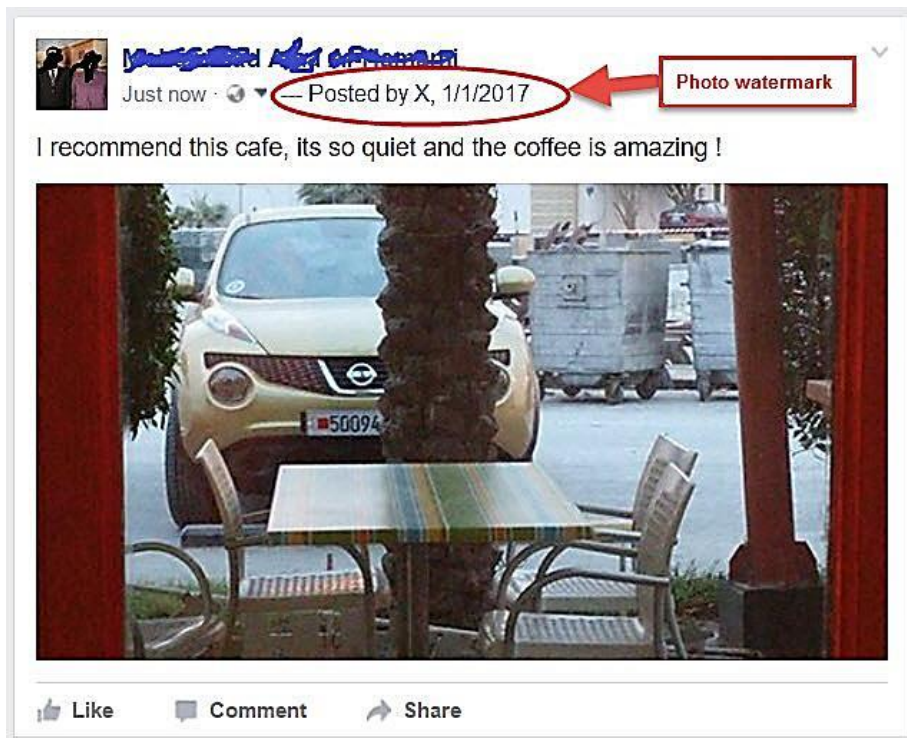 Just now · — Posted by X, 1/1/2017
Photo watermark
I recommend this cafe, its so quiet and the coffee is amazing !
50094
Like Comment Share